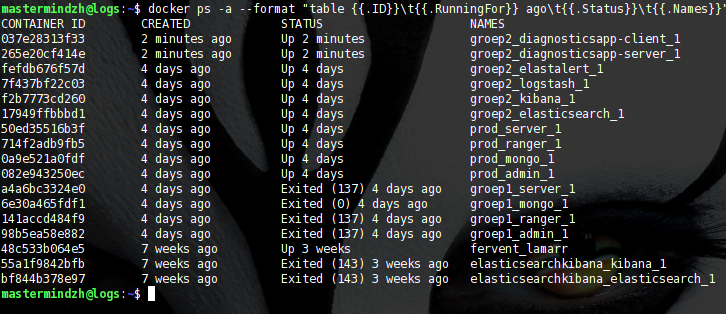 mastermindzh@logs:~$ docker ps -a --format "table {{.ID}}\t{{.RunningFor}} ago\t{{.Status}}\t{{.Names}}"
CONTAINER ID CREATED STATUS NAMES
037e28313f33 2 minutes ago Up 2 minutes groep2_diagnosticsapp-client_1
265e20cf414e 2 minutes ago Up 2 minutes groep2_diagnosticsapp-server_1
fefdb676f57d 4 days ago Up 4 days groep2_elastalert_1
7f437bf22c03 4 days ago Up 4 days groep2_logstash_1
f2b7773cd260 4 days ago Up 4 days groep2_kibana_1
17949ffbbbd1 4 days ago Up 4 days groep2_elasticsearch_1
50ed35516b3f 4 days ago Up 4 days prod_server_1
714f2adb9fb5 4 days ago Up 4 days prod_ranger_1
0a9e521a0fdf 4 days ago Up 4 days prod_mongo_1
082e943250ec 4 days ago Up 4 days prod_admin_1
a4a6bc3324e0 4 days ago Exited (137) 4 days ago groep1_server_1
6e30a465fdf1 4 days ago Exited (0) 4 days ago groep1_mongo_1
141accd484f9 4 days ago Exited (137) 4 days ago groep1_ranger_1
98b5ea58e882 4 days ago Exited (137) 4 days ago groep1_admin_1
48c533b064e5 7 weeks ago Up 3 weeks fervent_lamarr
55a1f9842bfb 7 weeks ago Exited (143) 3 weeks ago elasticsearchkibana_kibana_1
bf844b378e97 7 weeks ago Exited (143) 3 weeks ago elasticsearchkibana_elasticsearch_1
mastermindzh@logs:~$